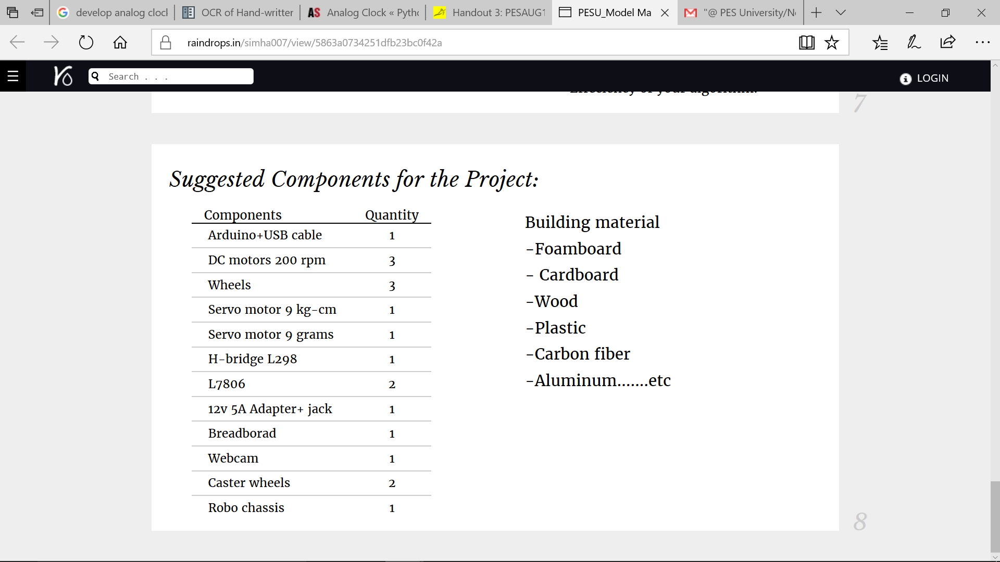 develop analog clock
OCR of Hand-writter
Analog Clock « Pytho
Handout 3: PESAUG1
PESU_Model Ma
"@ PES University/No
raindrops.in/simha007/view/5863a0734251dfb23bc0f42a
Search . . .
LOGIN
7
Suggested Components for the Project:
Components Quantity
Arduino+USB cable 1
DC motors 200 rpm 3
Wheels 3
Servo motor 9 kg-cm 1
Servo motor 9 grams 1
H-bridge L298 1
L7806 2
12v 5A Adapter+ jack 1
Breadborad 1
Webcam 1
Caster wheels 2
Robo chassis 1
Building material
-Foamboard
- Cardboard
-Wood
-Plastic
-Carbon fiber
-Aluminum.......etc
8